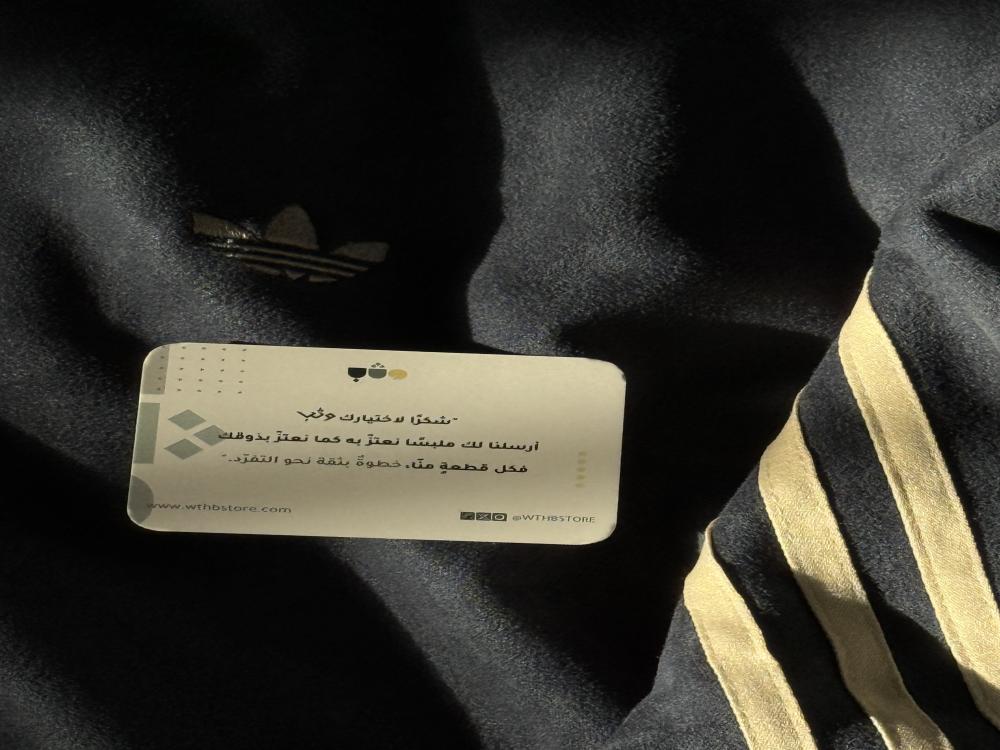 وثب
"شكرًا لاختيارك وثب
أرسلنا لك ملبسًا نعتزّ به كما نعتزّ بذوقك
فكل قطعةٍ منّا، خطوةٌ بثقة نحو التفرّد."
www.wthbstore.com
@WTHBSTORE